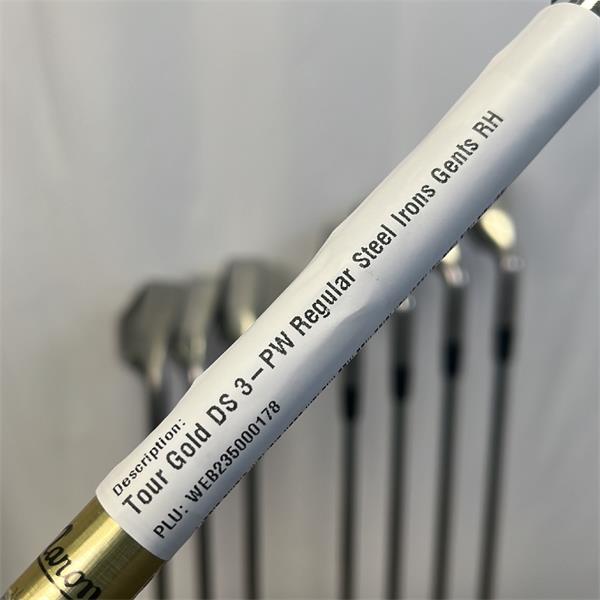 Description:
Tour Gold DS 3-PW Regular Steel Irons Gents RH
PLU: WEB235000178